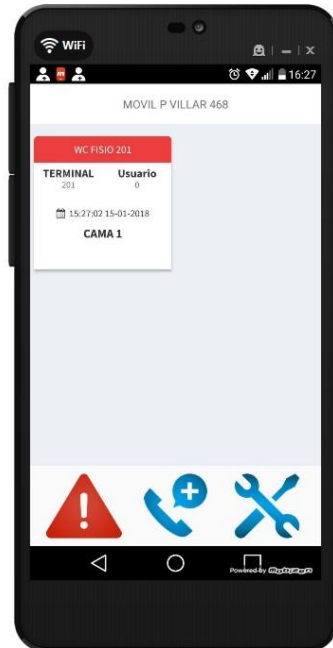 WiFi
16:27
MOVIL P VILLAR 468
WC FISIO 201
TERMINAL Usuario
201 0
15:27:02 15-01-2018
CAMA 1
Powered by Mobizen